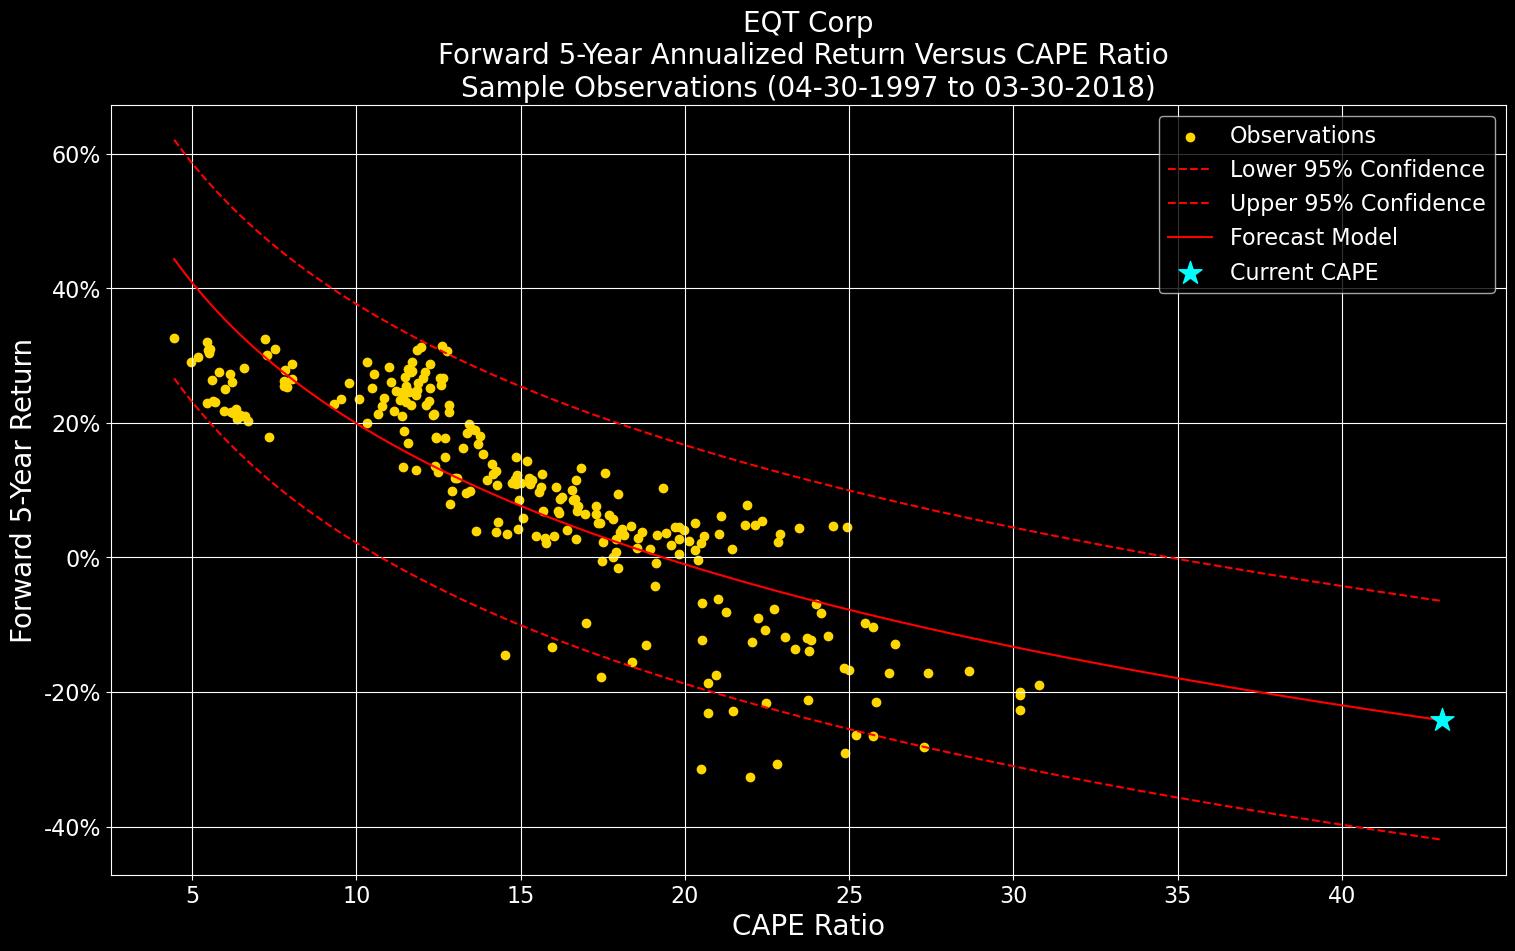 EQT Corp
Forward 5-Year Annualized Return Versus CAPE Ratio
Sample Observations (04-30-1997 to 03-30-2018)
Observations
Lower 95% Confidence
Upper 95% Confidence
Forecast Model
Current CAPE
Forward 5-Year Return
60%
40%
20%
0%
-20%
-40%
5 10 15 20 25 30 35 40
CAPE Ratio